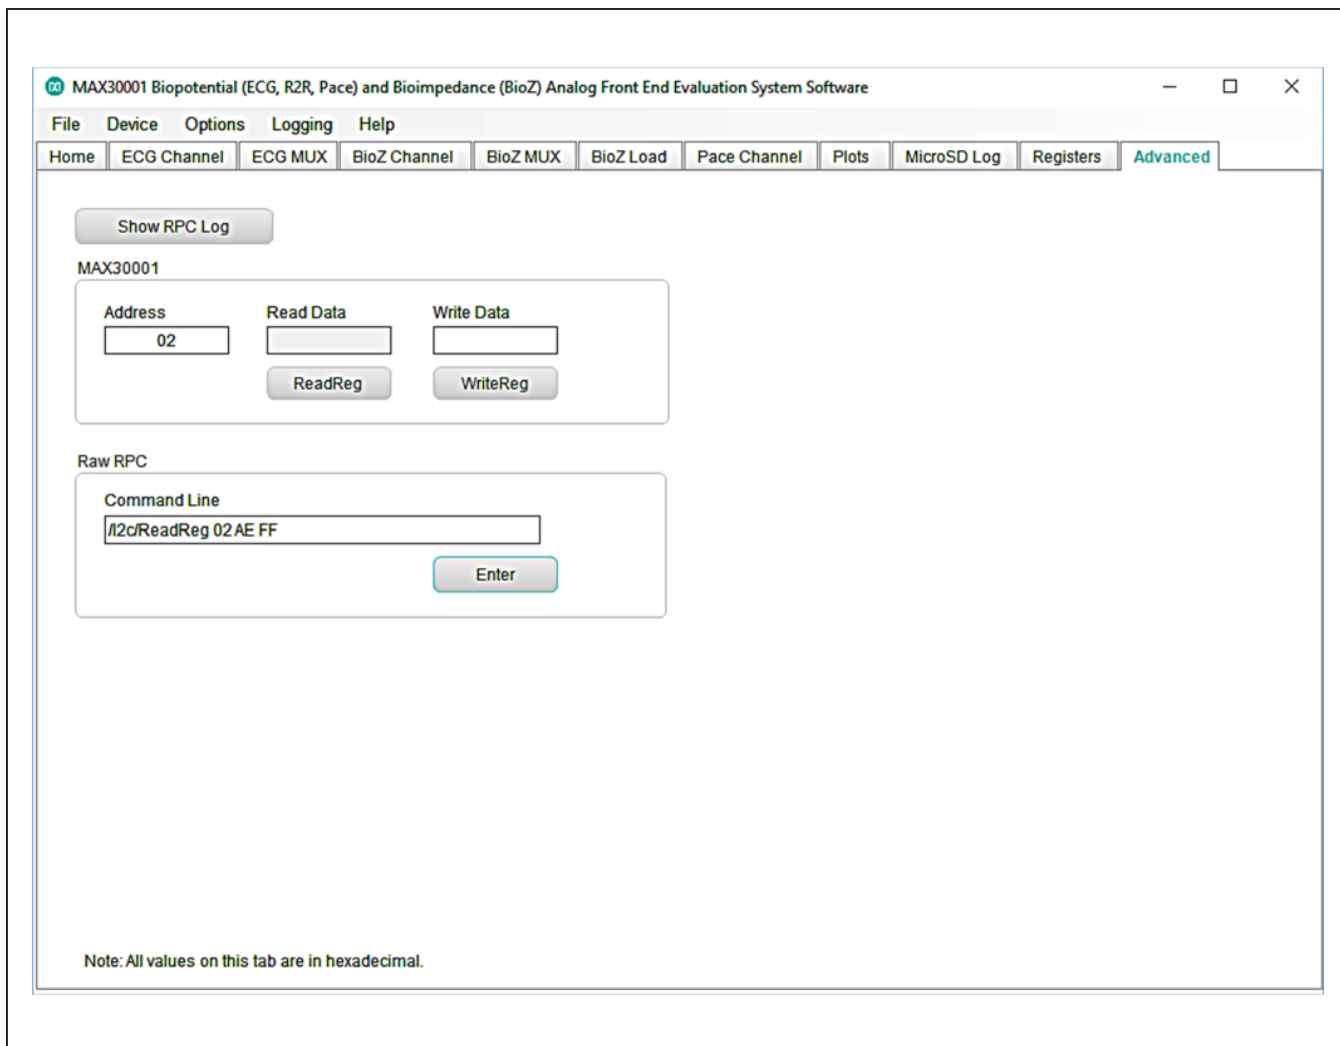 MAX30001 Biopotential (ECG, R2R, Pace) and Bioimpedance (BioZ) Analog Front End Evaluation System Software
File Device Options Logging Help
Home ECG Channel ECG MUX BioZ Channel BioZ MUX BioZ Load Pace Channel Plots MicroSD Log Registers Advanced
Show RPC Log
MAX30001
Address Read Data Write Data
02
ReadReg WriteReg
Raw RPC
Command Line
/I2c/ReadReg 02 AE FF
Enter
Note: All values on this tab are in hexadecimal.